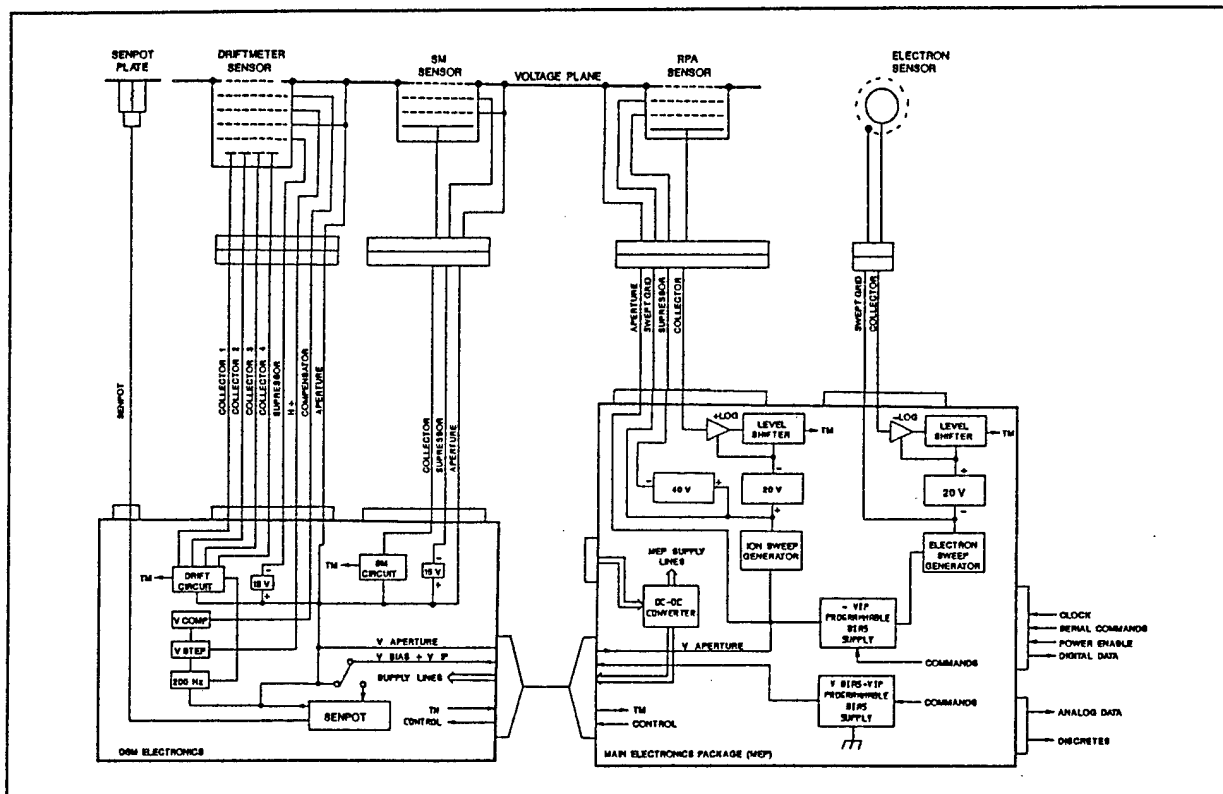 SENPOT
PLATE
DRIFTMETER
SENSOR
SM
SENSOR
VOLTAGE PLANE
RPA
SENSOR
ELECTRON
SENSOR
SENPOT
COLLECTOR 1
COLLECTOR 2
COLLECTOR 3
COLLECTOR 4
SUPRESSOR
H+
COMPENSATOR
APERTURE
COLLECTOR
SUPRESSOR
APERTURE
APERTURE
SWEPT GRID
SUPRESSOR
COLLECTOR
SWEPT GRID
COLLECTOR
+LOG
LEVEL
SHIFTER
TM
-
40 V
+
-
20 V
+
ION SWEEP
GENERATOR
-LOG
LEVEL
SHIFTER
TM
+
20 V
-
ELECTRON
SWEEP
GENERATOR
TM
DRIFT
CIRCUIT
-
15 V
+
TM
SM
CIRCUIT
-
15 V
+
V COMP
V STEP
200 Hz
SENPOT
V APERTURE
V BIAS + V IP
SUPPLY LINES
TM
CONTROL
DSM ELECTRONICS
MEP SUPPLY
LINES
DC-DC
CONVERTER
V APERTURE
- VIP
PROGRAMMABLE
BIAS
SUPPLY
COMMANDS
V BIAS+VIP
PROGRAMMABLE
BIAS
SUPPLY
COMMANDS
TM
CONTROL
MAIN ELECTRONICS PACKAGE (MEP)
CLOCK
SERIAL COMMANDS
POWER ENABLE
DIGITAL DATA
ANALOG DATA
DISCRETES